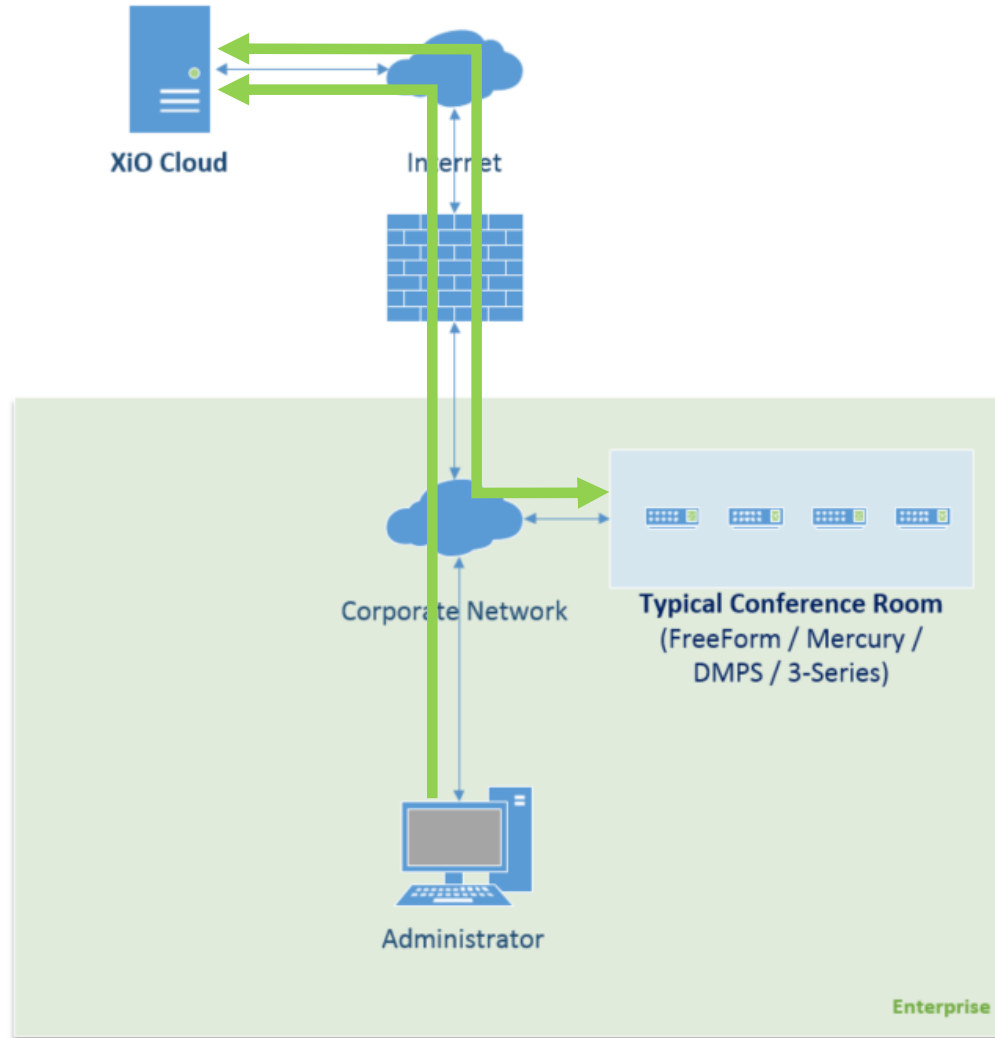 XiO Cloud
Internet
Corporate Network
Typical Conference Room
(FreeForm / Mercury /
DMPS / 3-Series)
Administrator
Enterprise